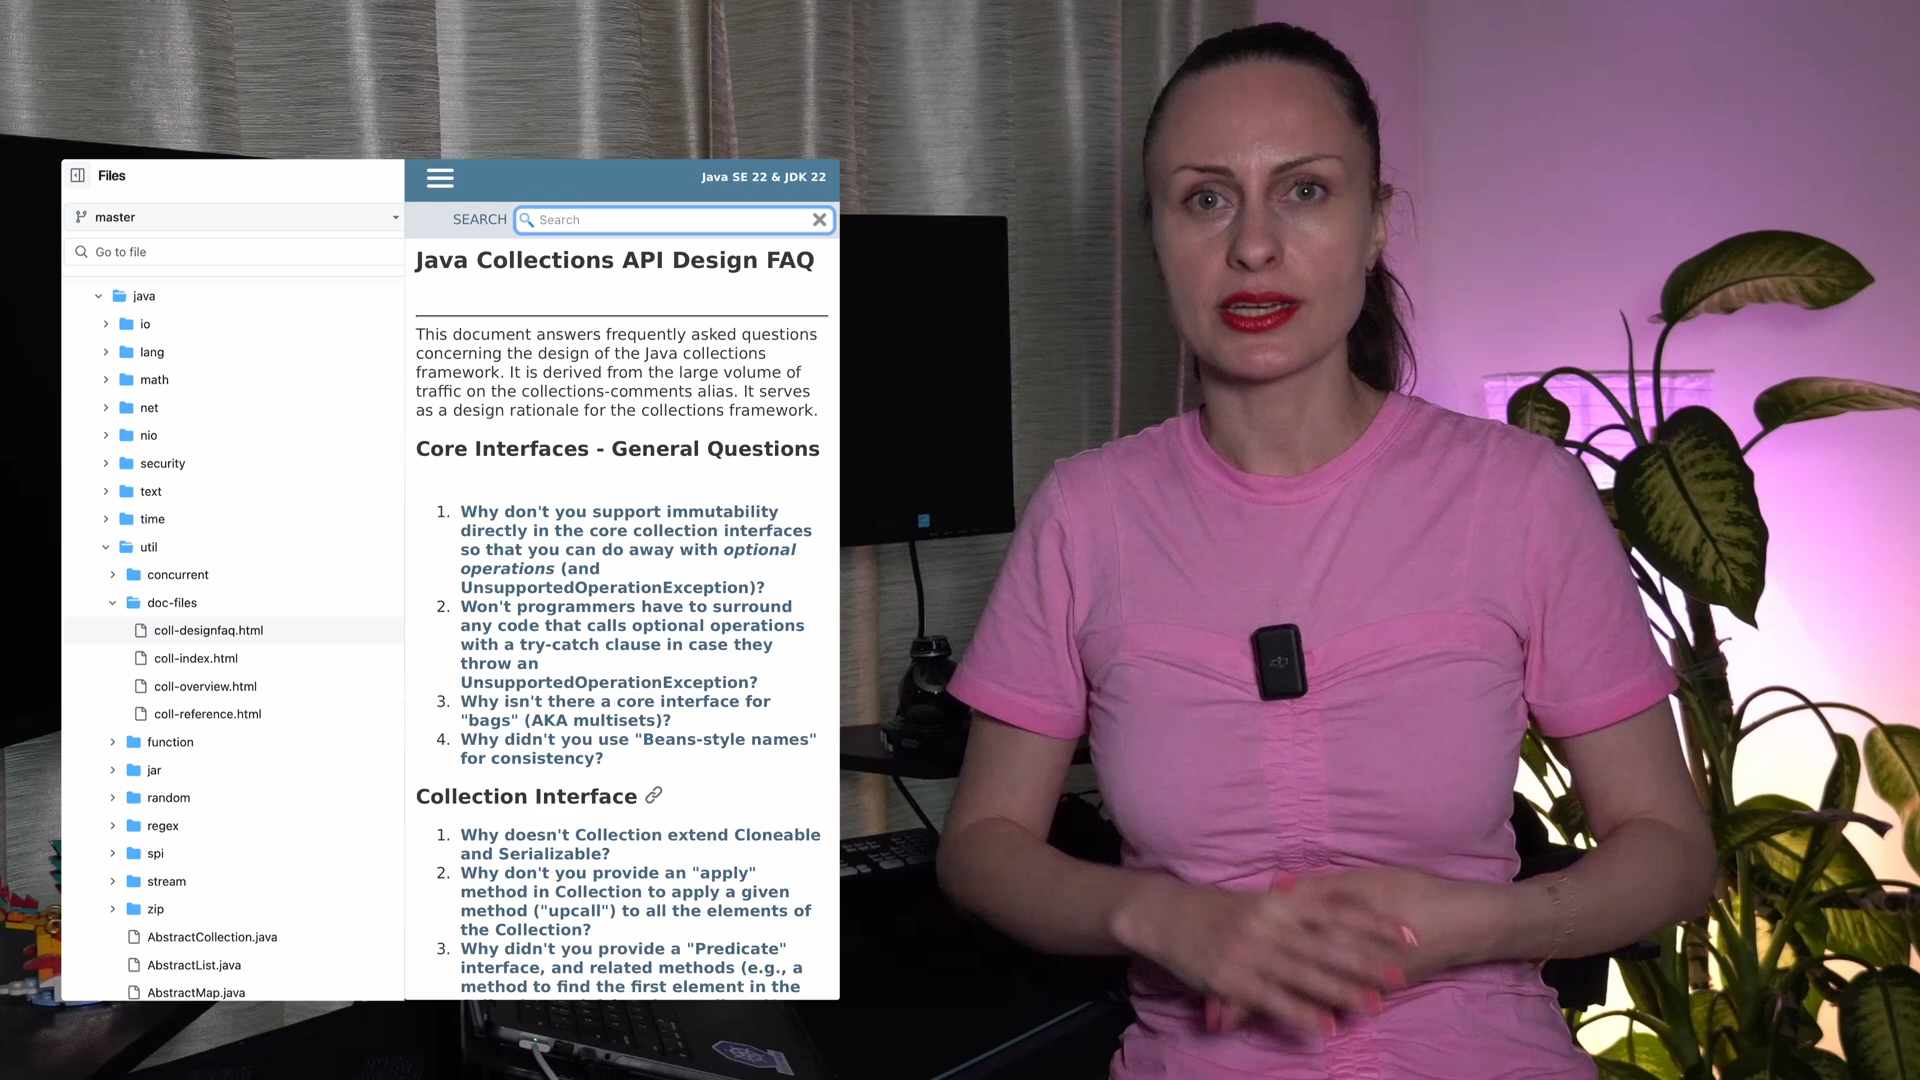 Files
master
Go to file
java
io
lang
math
net
nio
security
text
time
util
concurrent
doc-files
coll-designfaq.html
coll-index.html
coll-overview.html
coll-reference.html
function
jar
random
regex
spi
stream
zip
AbstractCollection.java
AbstractList.java
AbstractMap.java
Java SE 22 & JDK 22
SEARCH
Search
Java Collections API Design FAQ
This document answers frequently asked questions
concerning the design of the Java collections
framework. It is derived from the large volume of
traffic on the collections-comments alias. It serves
as a design rationale for the collections framework.
Core Interfaces - General Questions
1. Why don't you support immutability
directly in the core collection interfaces
so that you can do away with optional
operations (and
UnsupportedOperationException)?
2. Won't programmers have to surround
any code that calls optional operations
with a try-catch clause in case they
throw an
UnsupportedOperationException?
3. Why isn't there a core interface for
"bags" (AKA multisets)?
4. Why didn't you use "Beans-style names"
for consistency?
Collection Interface
1. Why doesn't Collection extend Cloneable
and Serializable?
2. Why don't you provide an "apply"
method in Collection to apply a given
method ("upcall") to all the elements of
the Collection?
3. Why didn't you provide a "Predicate"
interface, and related methods (e.g., a
method to find the first element in the